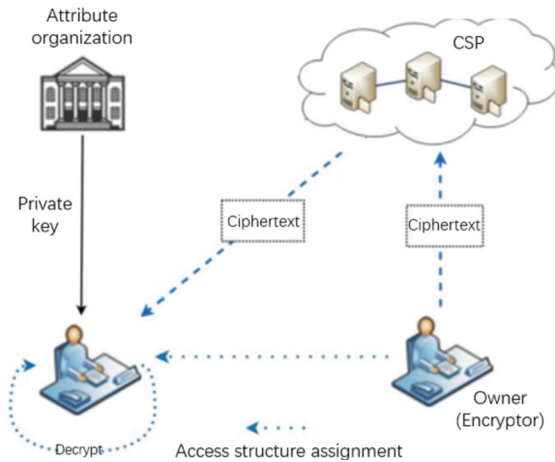 Attribute
organization
CSP
Private
key
Ciphertext
Ciphertext
Owner
(Encryptor)
Decrypt
Access structure assignment